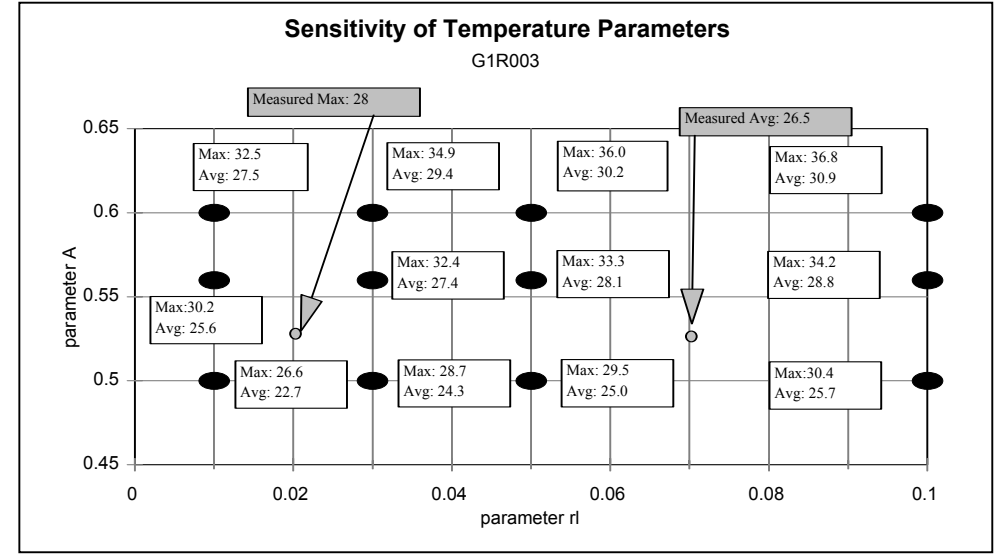 Sensitivity of Temperature Parameters
G1R003
Measured Max: 28
Measured Avg: 26.5
0.65
Max: 32.5
Avg: 27.5
Max: 34.9
Avg: 29.4
Max: 36.0
Avg: 30.2
Max: 36.8
Avg: 30.9
0.6
Max: 32.4
Avg: 27.4
Max: 33.3
Avg: 28.1
Max: 34.2
Avg: 28.8
0.55
Max:30.2
Avg: 25.6
parameter A
Max: 26.6
Avg: 22.7
Max: 28.7
Avg: 24.3
Max: 29.5
Avg: 25.0
Max:30.4
Avg: 25.7
0.5
0.45
0
0.02
0.04
0.06
0.08
0.1
parameter rl